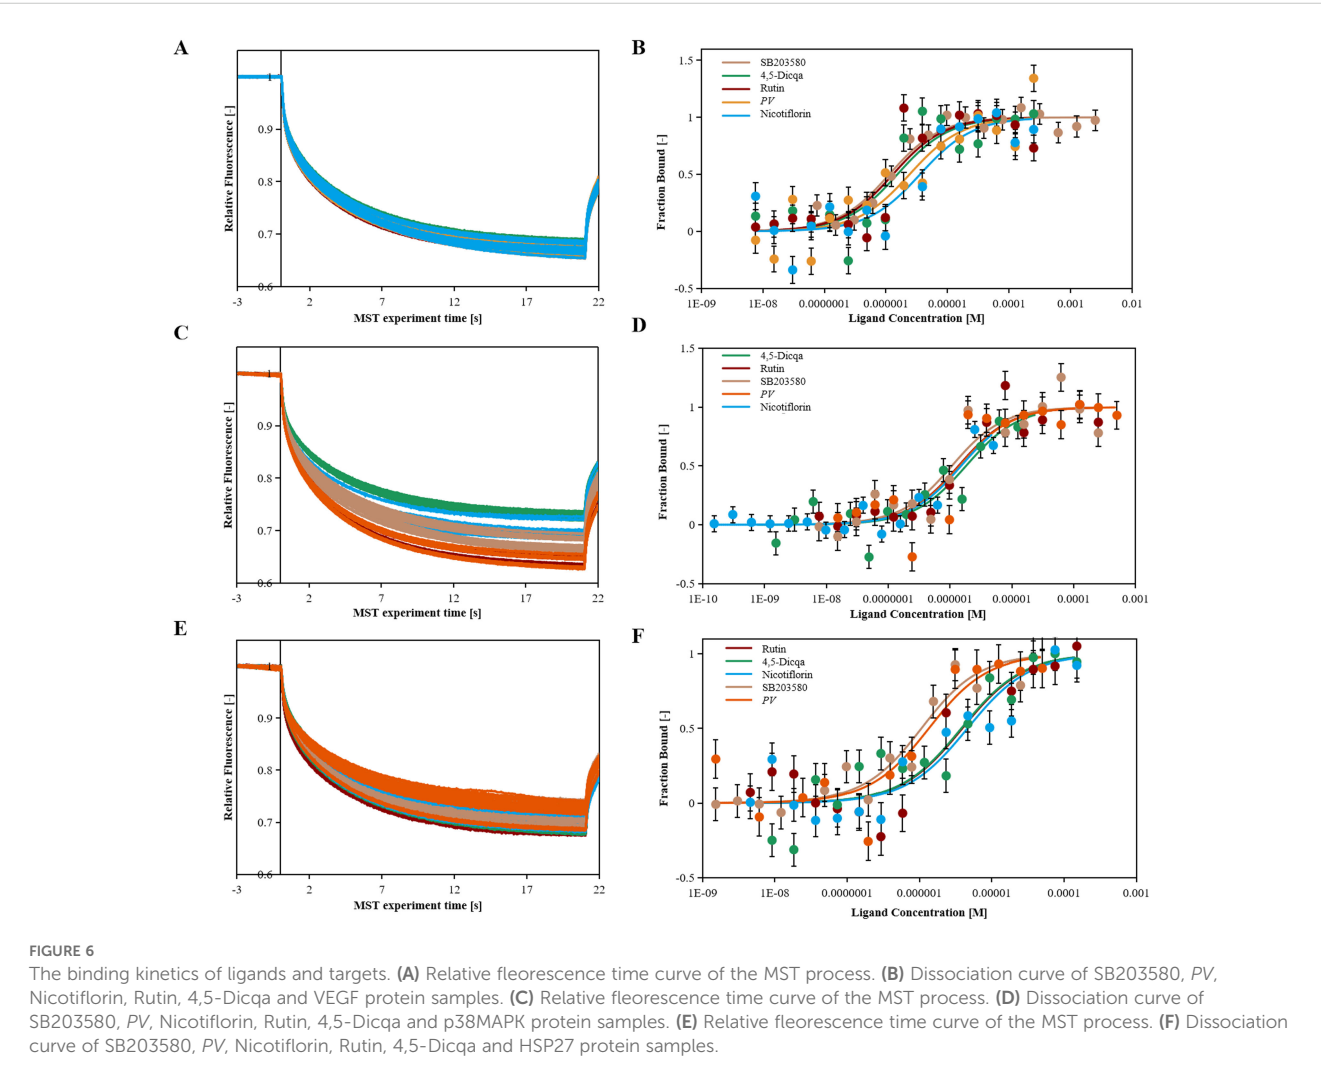 A
1
0.9
0.8
0.7
0.6
-3 2 7 12 17 22
Relative Fluorescence [-]
MST experiment time [s]
B
SB203580
4,5-Dicqa
Rutin
PV
Nicotiflorin
1.5
1
0.5
0
-0.5
1E-09 1E-08 0.0000001 0.000001 0.00001 0.0001 0.001 0.01
Fraction Bound [-]
Ligand Concentration [M]
C
1
0.9
0.8
0.7
0.6
-3 2 7 12 17 22
Relative Fluorescence [-]
MST experiment time [s]
D
4,5-Dicqa
Rutin
SB203580
PV
Nicotiflorin
1.5
1
0.5
0
-0.5
1E-10 1E-09 1E-08 0.0000001 0.000001 0.00001 0.0001 0.001
Fraction Bound [-]
Ligand Concentration [M]
E
1
0.9
0.8
0.7
0.6
-3 2 7 12 17 22
Relative Fluorescence [-]
MST experiment time [s]
F
Rutin
4,5-Dicqa
Nicotiflorin
SB203580
PV
1
0.5
0
-0.5
1E-09 1E-08 0.0000001 0.000001 0.00001 0.0001 0.001
Fraction Bound [-]
Ligand Concentration [M]
FIGURE 6
The binding kinetics of ligands and targets. (A) Relative fleorescence time curve of the MST process. (B) Dissociation curve of SB203580, PV,
Nicotiflorin, Rutin, 4,5-Dicqa and VEGF protein samples. (C) Relative fleorescence time curve of the MST process. (D) Dissociation curve of
SB203580, PV, Nicotiflorin, Rutin, 4,5-Dicqa and p38MAPK protein samples. (E) Relative fleorescence time curve of the MST process. (F) Dissociation
curve of SB203580, PV, Nicotiflorin, Rutin, 4,5-Dicqa and HSP27 protein samples.